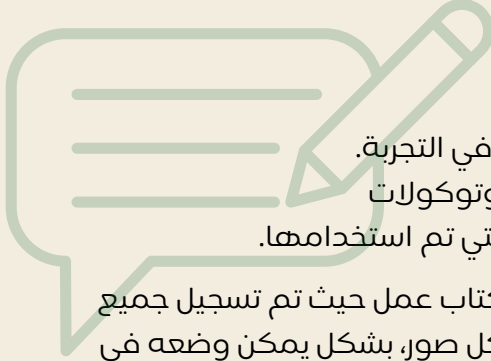 في التجربة.
وتوكولات
تي تم استخدامها.
كتاب عمل حيث تم تسجيل جميع
كل صور، بشكل يمكن وضعه في